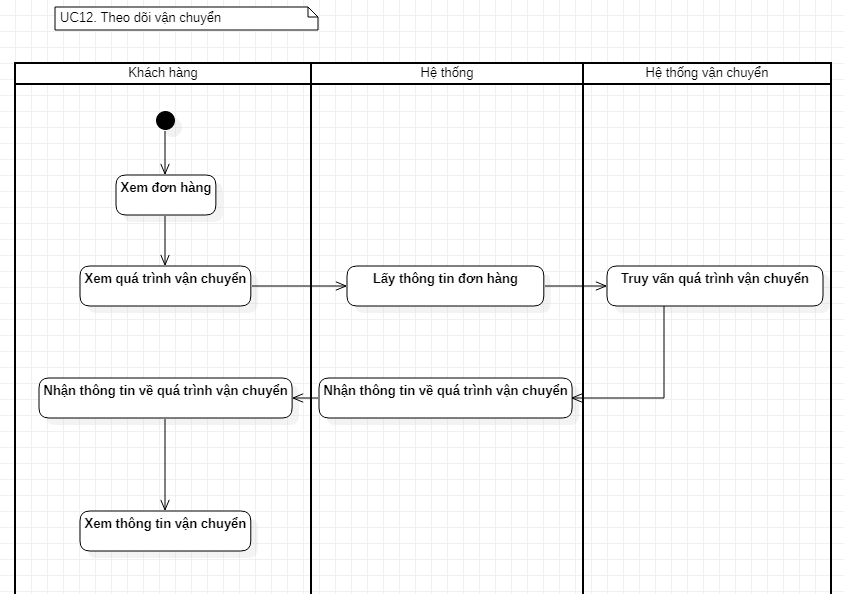 UC12. Theo dõi vận chuyển
Khách hàng
Hệ thống
Hệ thống vận chuyển
Xem đơn hàng
Xem quá trình vận chuyển
Lấy thông tin đơn hàng
Truy vấn quá trình vận chuyển
Nhận thông tin về quá trình vận chuyển
Nhận thông tin về quá trình vận chuyển
Xem thông tin vận chuyển